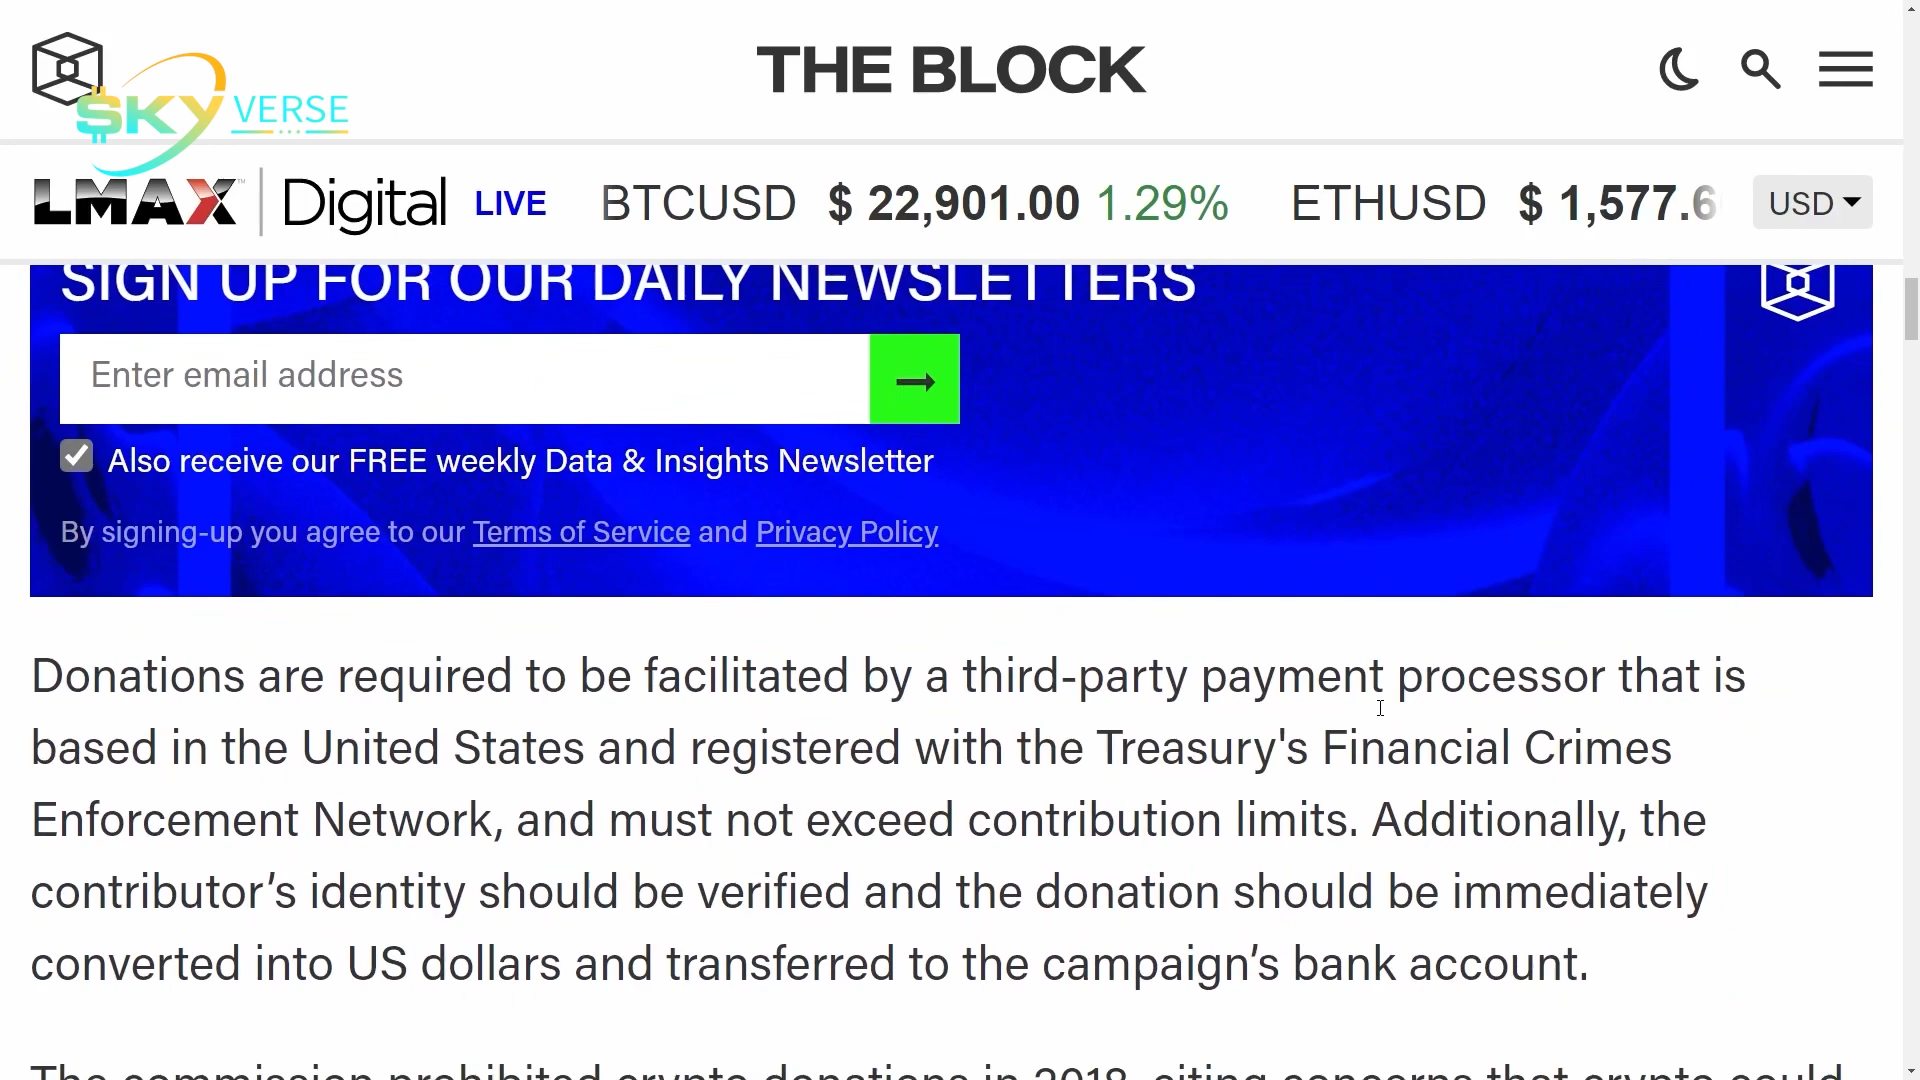 THE BLOCK
$KY VERSE
LMAX Digital LIVE BTCUSD $ 22,901.00 1.29% ETHUSD $ 1,577.6 USD
SIGN UP FOR OUR DAILY NEWSLETTERS
Enter email address
Also receive our FREE weekly Data & Insights Newsletter
By signing-up you agree to our Terms of Service and Privacy Policy
Donations are required to be facilitated by a third-party payment processor that is
based in the United States and registered with the Treasury's Financial Crimes
Enforcement Network, and must not exceed contribution limits. Additionally, the
contributor’s identity should be verified and the donation should be immediately
converted into US dollars and transferred to the campaign’s bank account.
The commission prohibited crypto donations in 2018, citing concerns that crypto could